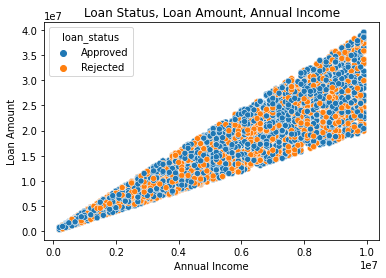 Loan Status, Loan Amount, Annual Income
1e7
4.0
3.5
3.0
2.5
2.0
1.5
1.0
0.5
0.0
Loan Amount
loan_status
Approved
Rejected
0.0 0.2 0.4 0.6 0.8 1.0
1e7
Annual Income